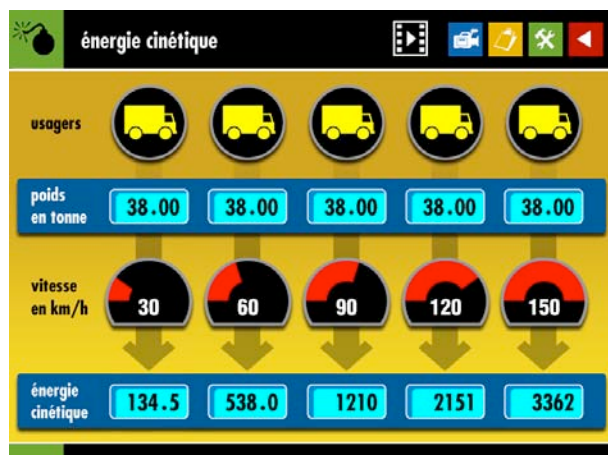 énergie cinétique
usagers
poids
en tonne
38.00 38.00 38.00 38.00 38.00
vitesse
en km/h
30 60 90 120 150
énergie
cinétique
134.5 538.0 1210 2151 3362